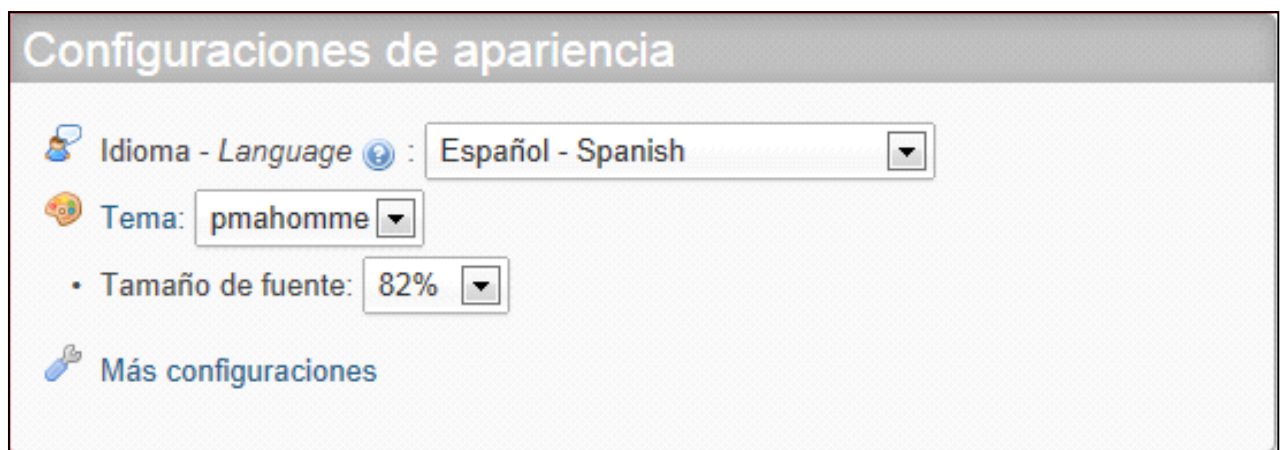 Configuraciones de apariencia
Idioma - Language : Español - Spanish
Tema: pmahomme
• Tamaño de fuente: 82%
Más configuraciones